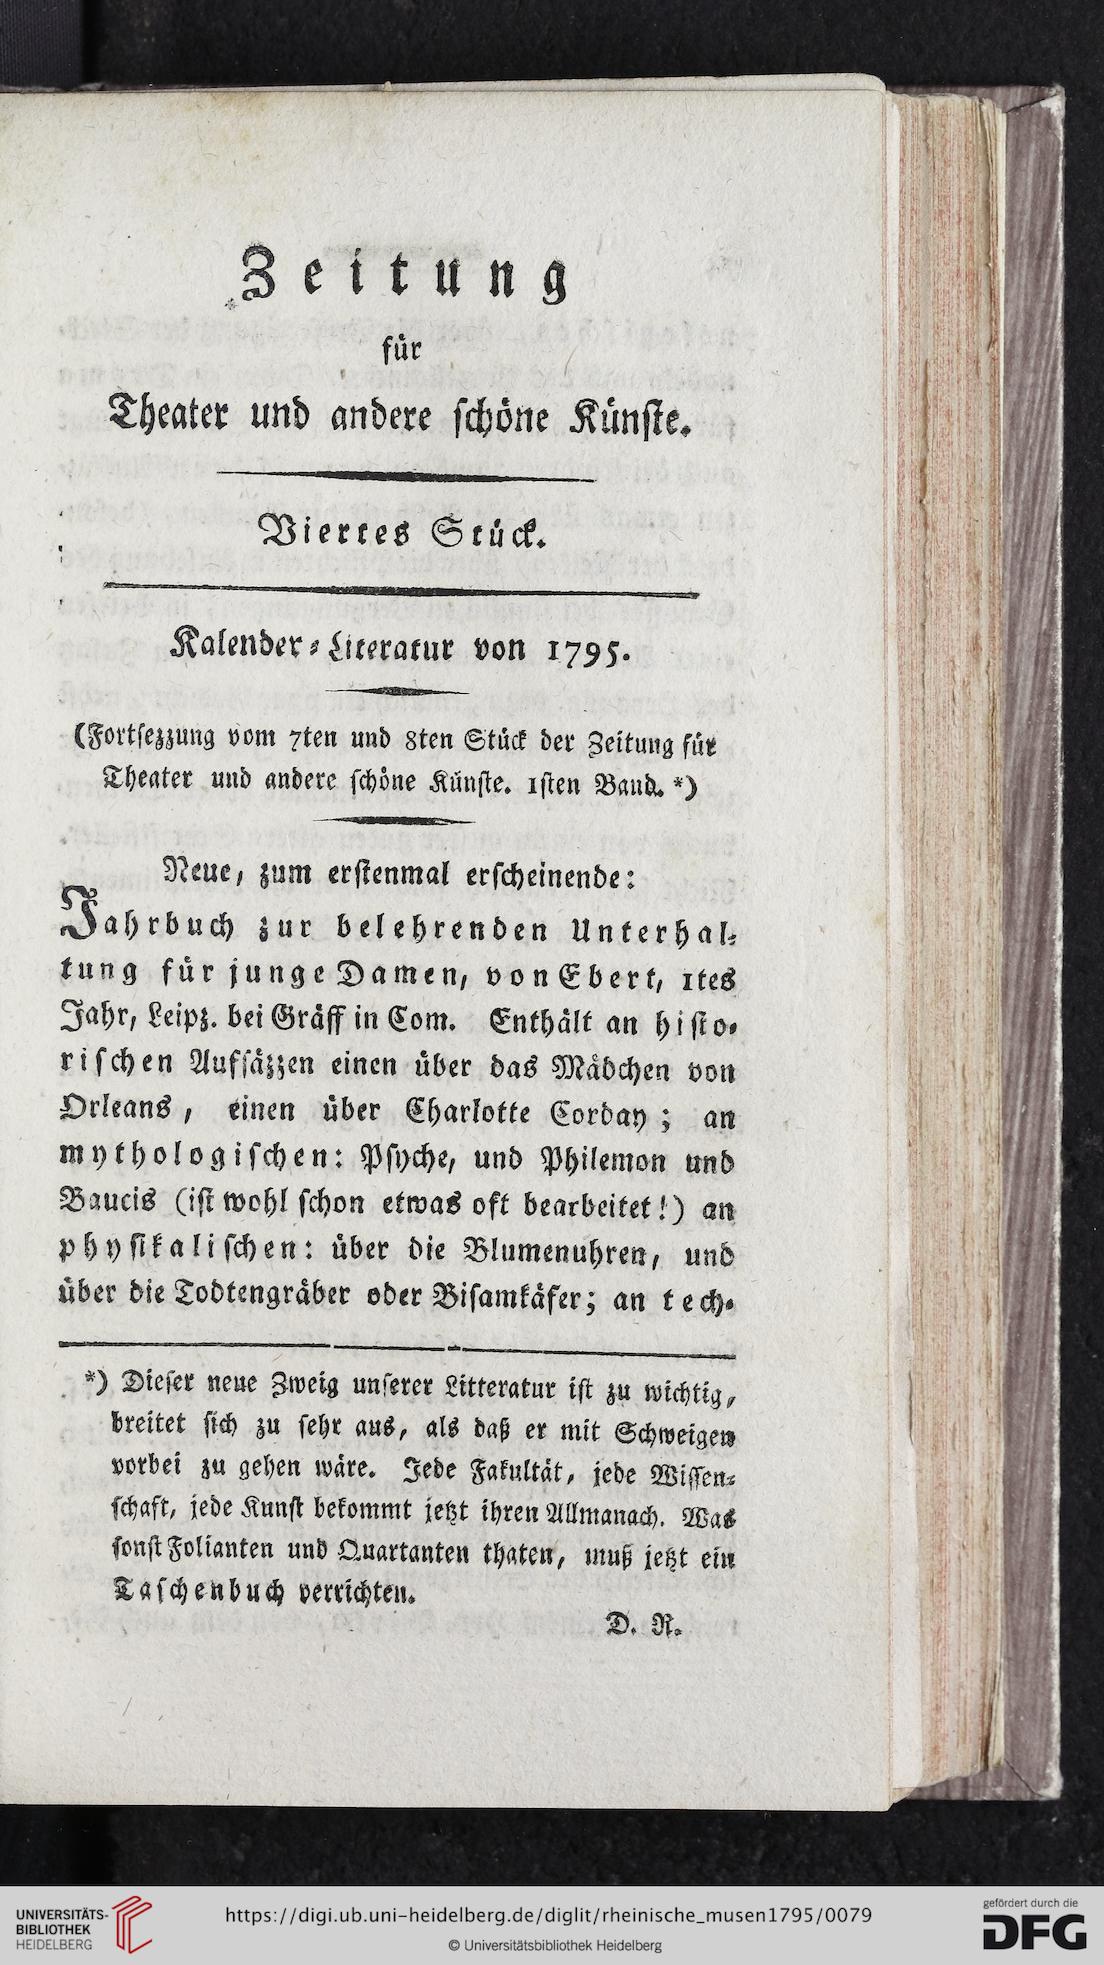 Zeitung
für
Theater und andere schöne Künste.
Viertes Stück.
Kalender-Literatur von 1795.
(Fortsezzung vom 7ten und 8ten Stück der Zeitung für
Theater und andere schöne Künste. 1sten Band. *)
Neue, zum erstenmal erscheinende:
Jahrbuch zur belehrenden Unterhal-
tung für junge Damen, von Ebert, 1tes
Jahr, Leipz. bei Gräff in Com. Enthält an histo-
rischen Aufsäzzen einen über das Mädchen von
Orleans, einen über Charlotte Corday; an
mythologischen: Psyche, und Philemon und
Baucis (ist wohl schon etwas oft bearbeitet!) an
physikalischen: über die Blumenuhren, und
über die Todtengräber oder Bisamkäfer; an tech-
*) Dieser neue Zweig unserer Litteratur ist zu wichtig,
breitet sich zu sehr aus, als daß er mit Schweigen
vorbei zu gehen wäre. Jede Fakultät, jede Wissen-
schaft, jede Kunst bekommt jetzt ihren Allmanach. Was
sonst Folianten und Quartanten thaten, muß jetzt ein
Taschenbuch verrichten.
D. R.
UNIVERSITÄTS-
BIBLIOTHEK
HEIDELBERG
https://digi.ub.uni-heidelberg.de/diglit/rheinische_musen1795/0079
© Universitätsbibliothek Heidelberg
gefördert durch die
DFG